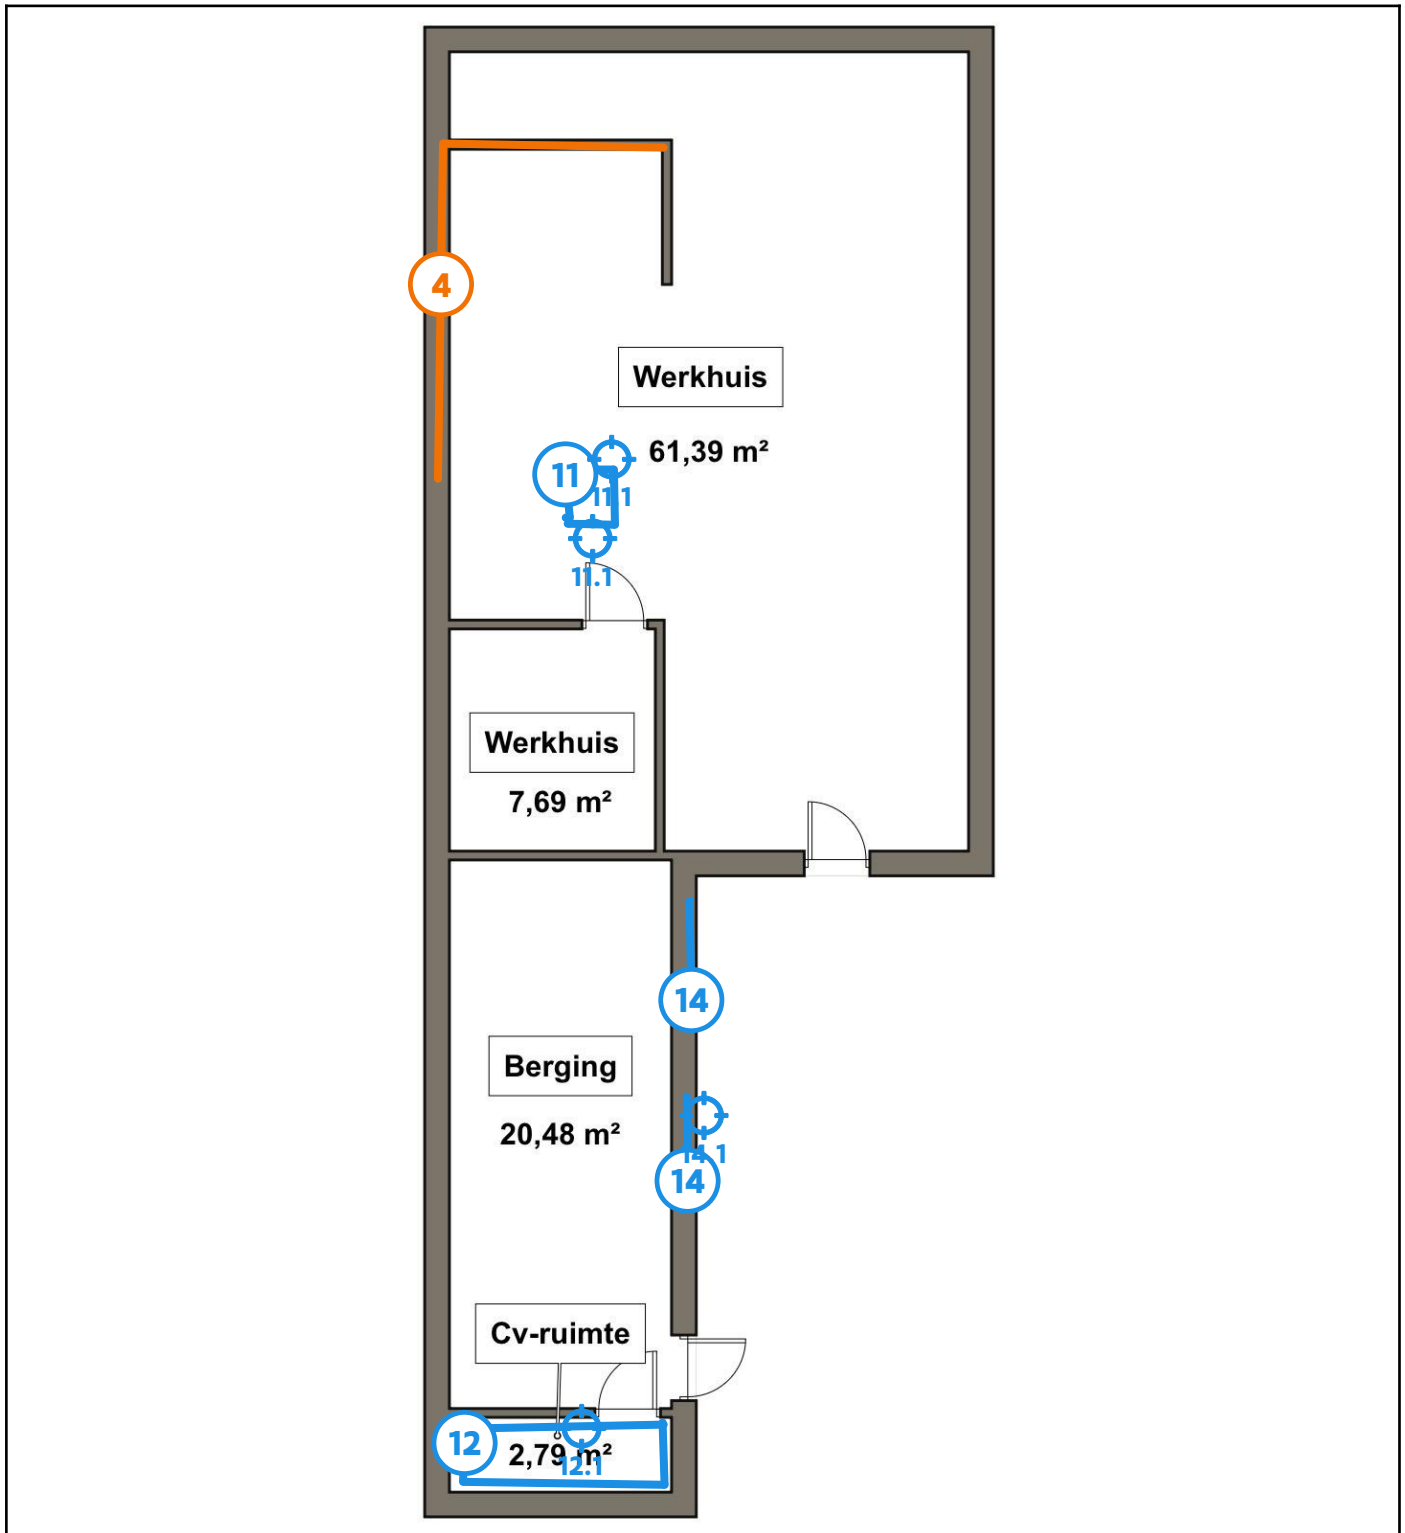 4
Werkhuis
61,39 m²
11
11.1
11.1
Werkhuis
7,69 m²
14
Berging
20,48 m²
14.1
14
Cv-ruimte
12
2,79 m²
12.1